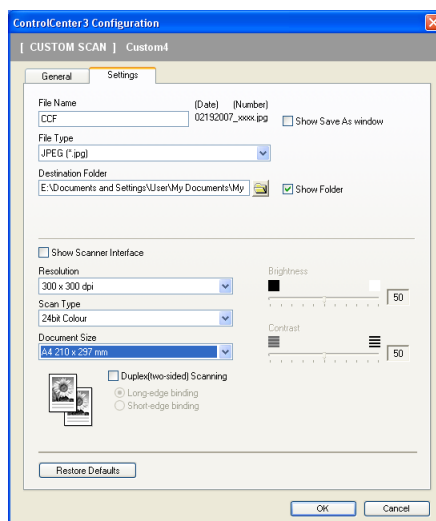 ControlCenter3 Configuration
[ CUSTOM SCAN ] Custom4
General Settings
File Name (Date) (Number)
CCF 02192007_xxxx.jpg Show Save As window
File Type
JPEG (*.jpg)
Destination Folder
E:\Documents and Settings\User\My Documents\My Show Folder
Show Scanner Interface
Resolution Brightness
300 x 300 dpi 50
Scan Type
24bit Colour
Document Size Contrast
A4 210 x 297 mm 50
Duplex(two-sided) Scanning
Long-edge binding
Short-edge binding
Restore Defaults
OK Cancel